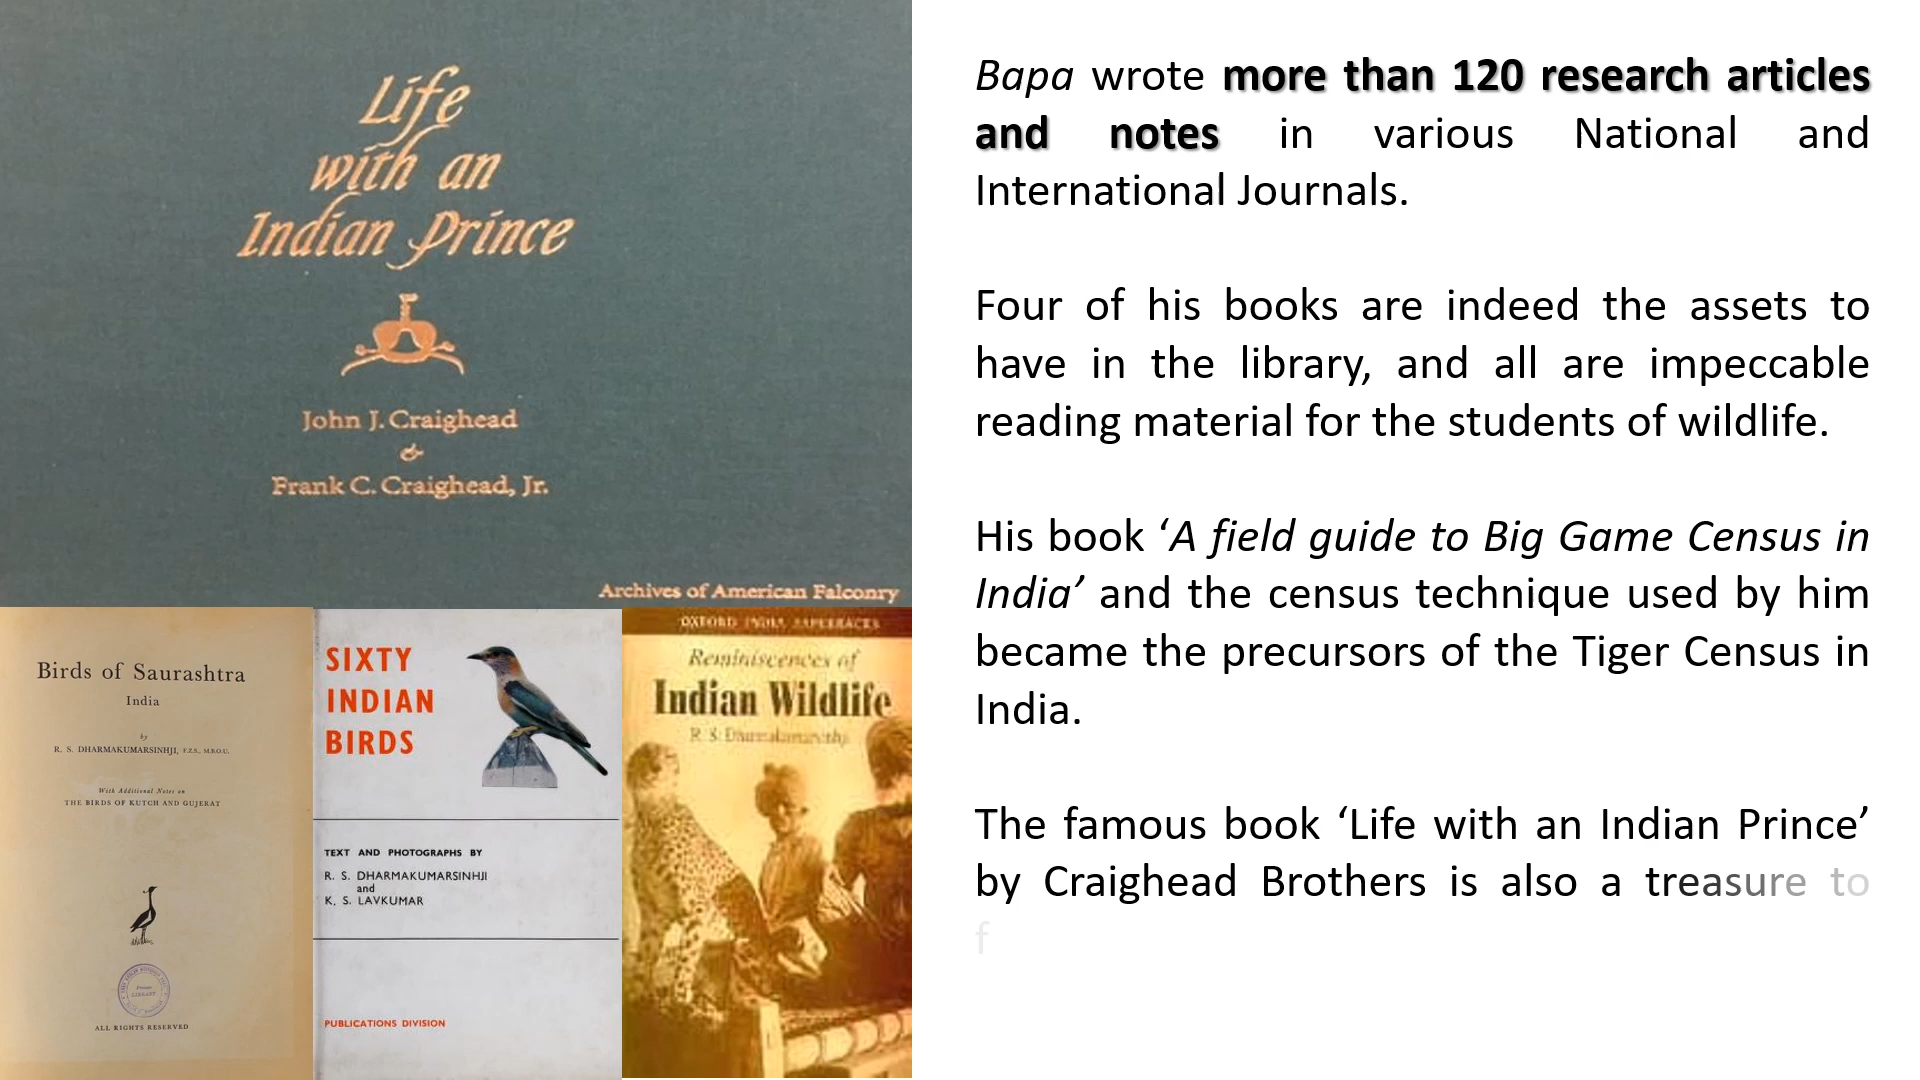 Life
with an
Indian Prince
John J. Craighead
&
Frank C. Craighead, Jr.
Archives of American Falconry
Birds of Saurashtra
India
by
R. S. DHARMAKUMARSINHJI, F.Z.S., M.B.O.U.
With Additional Notes on
THE BIRDS OF KUTCH AND GUJERAT
LIBRARY
ALL RIGHTS RESERVED
SIXTY
INDIAN
BIRDS
TEXT AND PHOTOGRAPHS BY
R. S. DHARMAKUMARSINHJI
and
K. S. LAVKUMAR
PUBLICATIONS DIVISION
OXFORD INDIA PAPERBACKS
Reminiscences of
Indian Wildlife
R. S. Dharmakumarsinhji
Bapa wrote more than 120 research articles
and notes in various National and
International Journals.
Four of his books are indeed the assets to
have in the library, and all are impeccable
reading material for the students of wildlife.
His book ‘A field guide to Big Game Census in
India’ and the census technique used by him
became the precursors of the Tiger Census in
India.
The famous book ‘Life with an Indian Prince’
by Craighead Brothers is also a treasure to
f